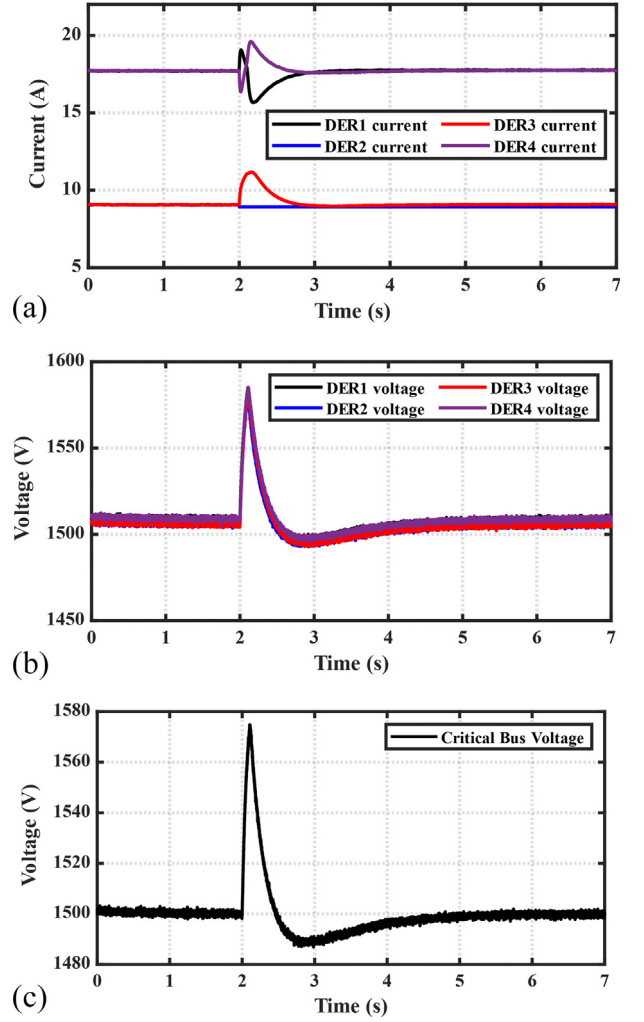 20
15
10
5
Current (A)
DER1 current DER3 current
DER2 current DER4 current
0 1 2 3 4 5 6 7
Time (s)
(a)
1600
1550
1500
1450
Voltage (V)
DER1 voltage DER3 voltage
DER2 voltage DER4 voltage
0 1 2 3 4 5 6 7
Time (s)
(b)
1580
1560
1540
1520
1500
1480
Voltage (V)
Critical Bus Voltage
0 1 2 3 4 5 6 7
Time (s)
(c)